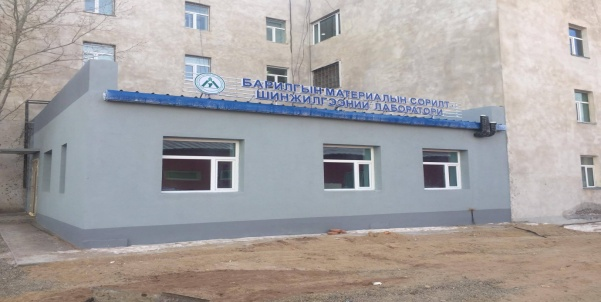 БАРИЛГЫН МАТЕРИАЛЫН СОРИЛТ
ШИНЖИЛГЭЭНИЙ ЛАБОРАТОРИ